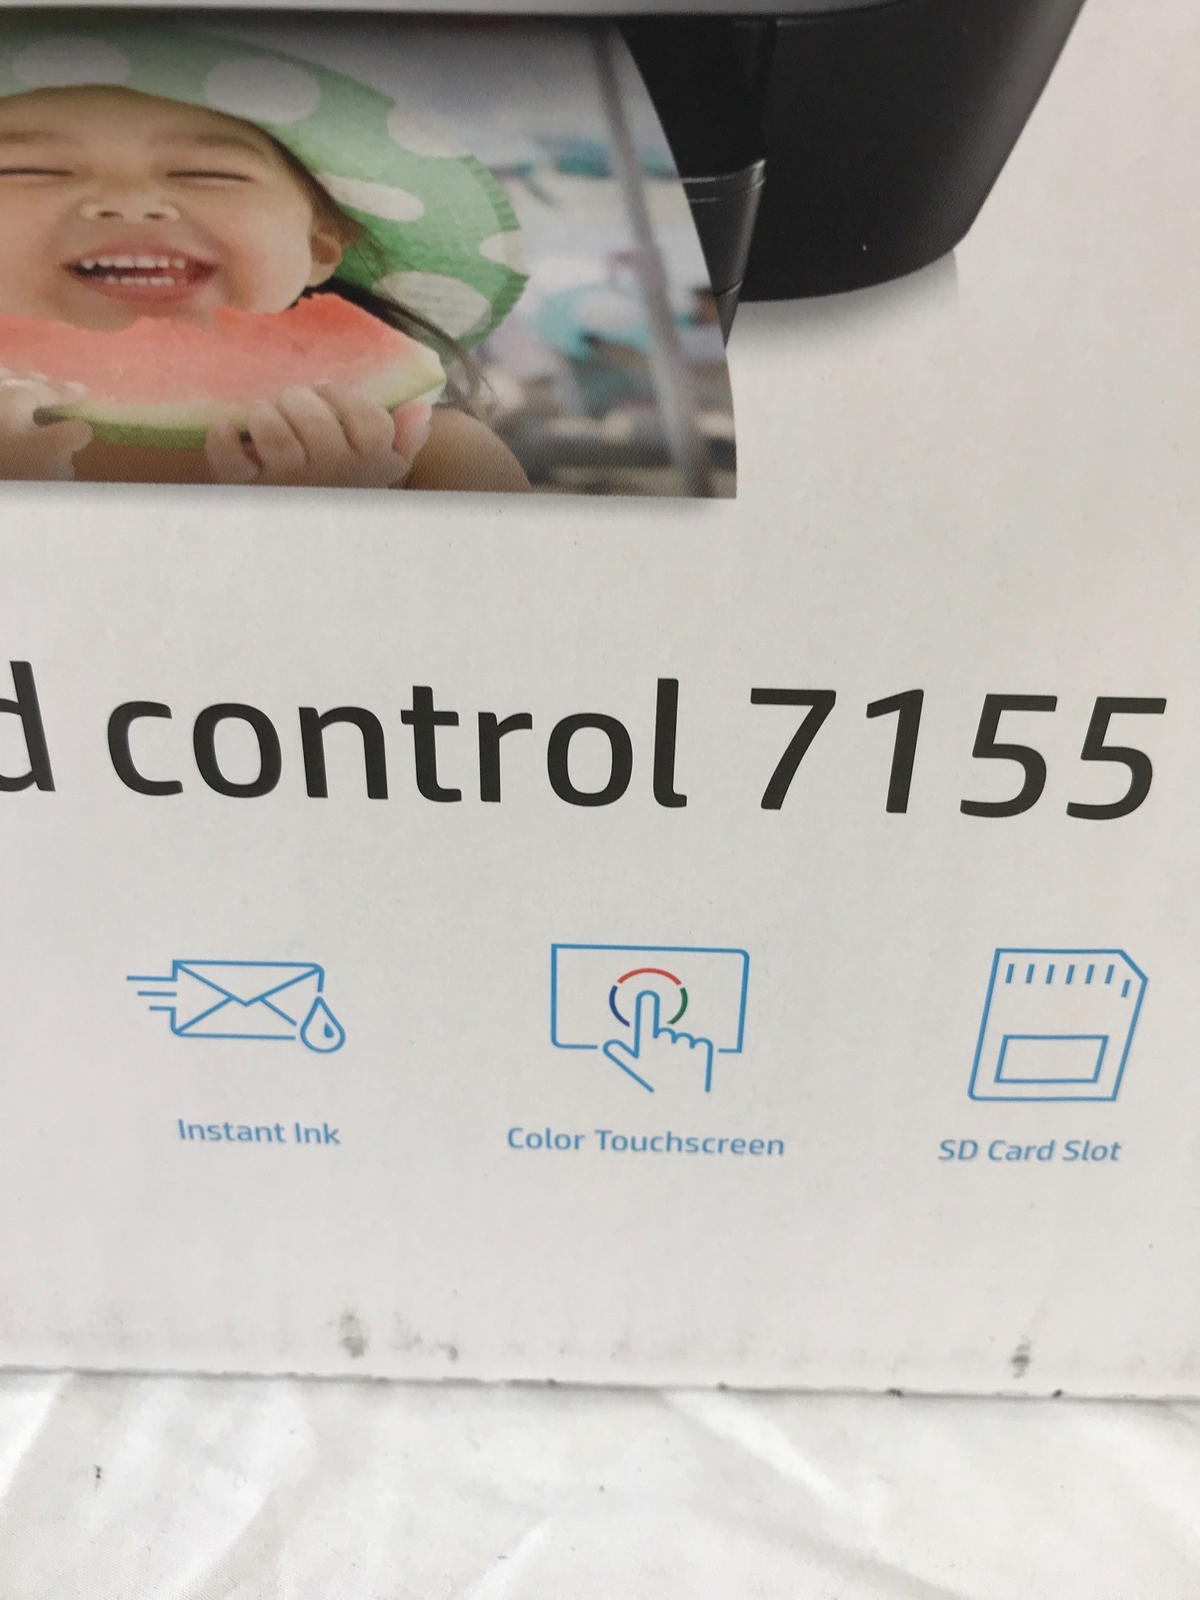 d control 7155
Instant Ink
Color Touchscreen
SD Card Slot